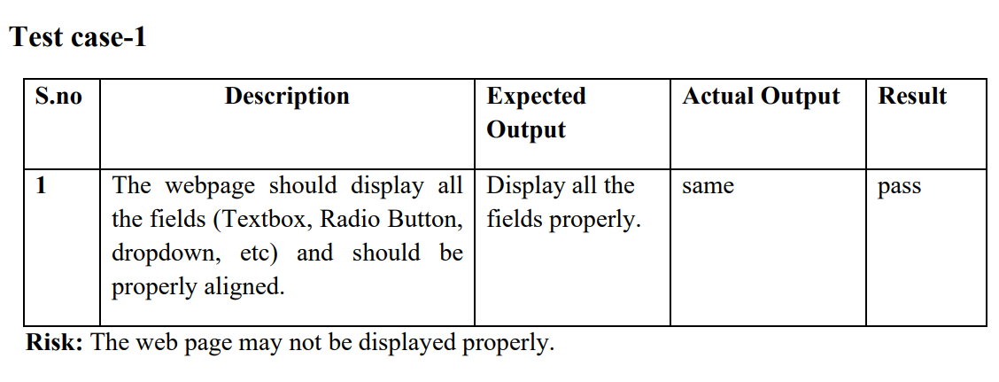 Test case-1
S.no Description Expected Output Actual Output Result
1 The webpage should display all the fields (Textbox, Radio Button, dropdown, etc) and should be properly aligned. Display all the fields properly. same pass
Risk: The web page may not be displayed properly.